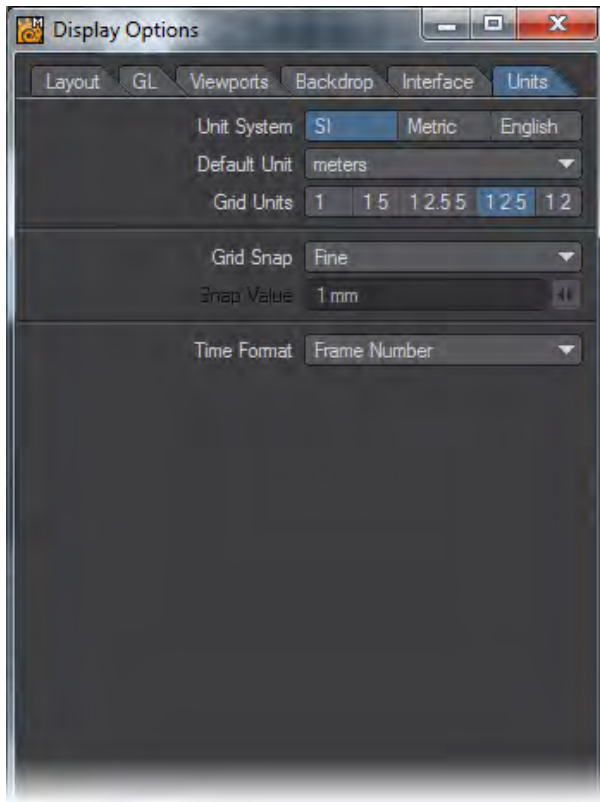 Display Options
Layout GL Viewports Backdrop Interface Units
Unit System SI Metric English
Default Unit meters
Grid Units 1 1 5 1 2.5 5 1 2 5 1 2
Grid Snap Fine
Snap Value 1 mm
Time Format Frame Number